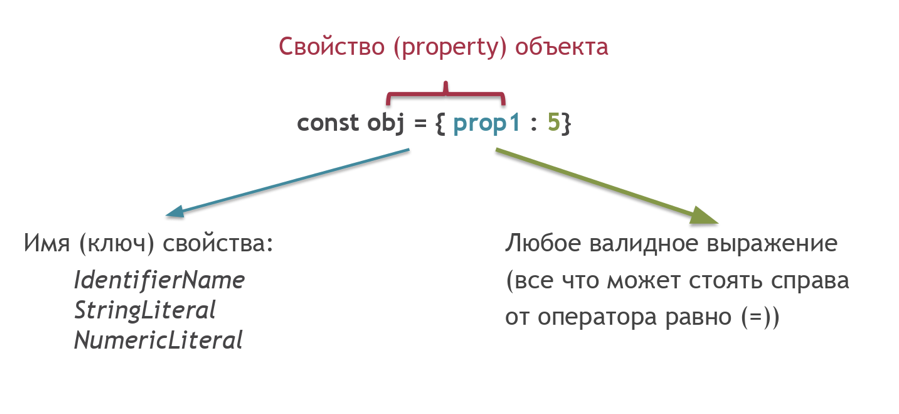 Свойство (property) объекта
const obj = { prop1 : 5}
Имя (ключ) свойства:
IdentifierName
StringLiteral
NumericLiteral
Любое валидное выражение
(все что может стоять справа
от оператора равно (=))